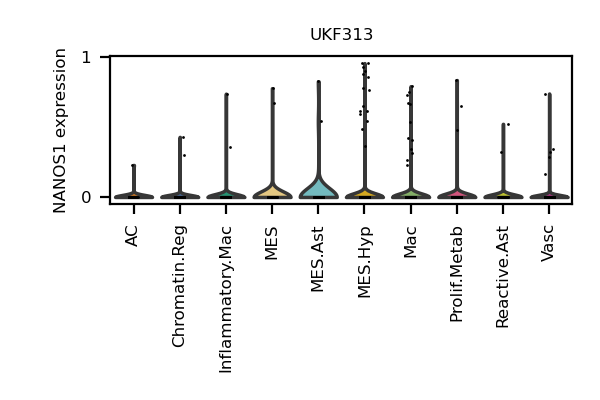 UKF313
NANOS1 expression
1
0
AC
Chromatin.Reg
Inflammatory.Mac
MES
MES.Ast
MES.Hyp
Mac
Prolif.Metab
Reactive.Ast
Vasc